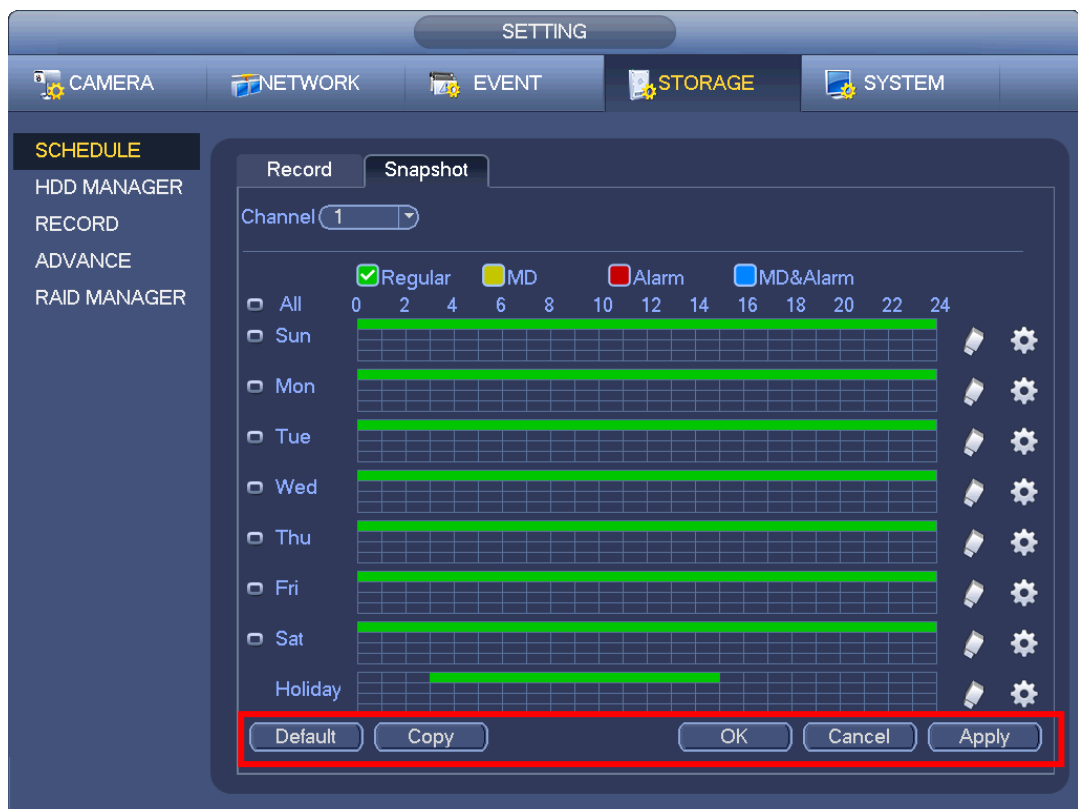 SETTING
CAMERA NETWORK EVENT STORAGE SYSTEM
SCHEDULE
HDD MANAGER
RECORD
ADVANCE
RAID MANAGER
Record Snapshot
Channel 1
Regular MD Alarm MD&Alarm
All 0 2 4 6 8 10 12 14 16 18 20 22 24
Sun
Mon
Tue
Wed
Thu
Fri
Sat
Holiday
Default Copy OK Cancel Apply